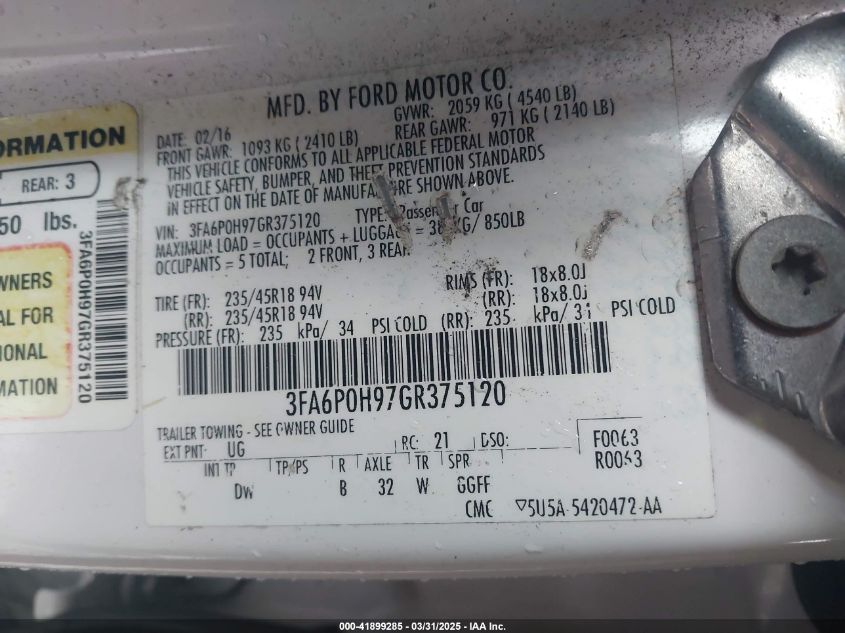 ORMATION
REAR: 3
50 lbs.
3FA6P0H97GR375120
WNERS
AL FOR
IONAL
MATION
MFD. BY FORD MOTOR CO.
DATE: 02/16 GVWR: 2059 KG ( 4540 LB)
FRONT GAWR: 1093 KG ( 2410 LB) REAR GAWR: 971 KG ( 2140 LB)
THIS VEHICLE CONFORMS TO ALL APPLICABLE FEDERAL MOTOR
VEHICLE SAFETY, BUMPER, AND THEFT PREVENTION STANDARDS
IN EFFECT ON THE DATE OF MANUFACTURE SHOWN ABOVE.
VIN: 3FA6P0H97GR375120 TYPE: Passenger Car
MAXIMUM LOAD = OCCUPANTS + LUGGAGE = KG/ 850LB
OCCUPANTS = 5 TOTAL; 2 FRONT, 3 REAR
TIRE (FR): 235/45R18 94V RIMS (FR): 18x8.0J
(RR): 235/45R18 94V (RR): 18x8.0J
PRESSURE (FR): 235 kPa/ 34 PSI COLD (RR): 235 kPa/ PSI COLD
3FA6P0H97GR375120
TRAILER TOWING - SEE OWNER GUIDE
EXT PNT: UG RC: 21 DSO: F0063
INT TR TP/PS R AXLE TR SPR R0063
DW B 32 W GGFF
CMC ▽5U5A-5420472-AA
000-41899285 - 03/31/2025 - IAA Inc.